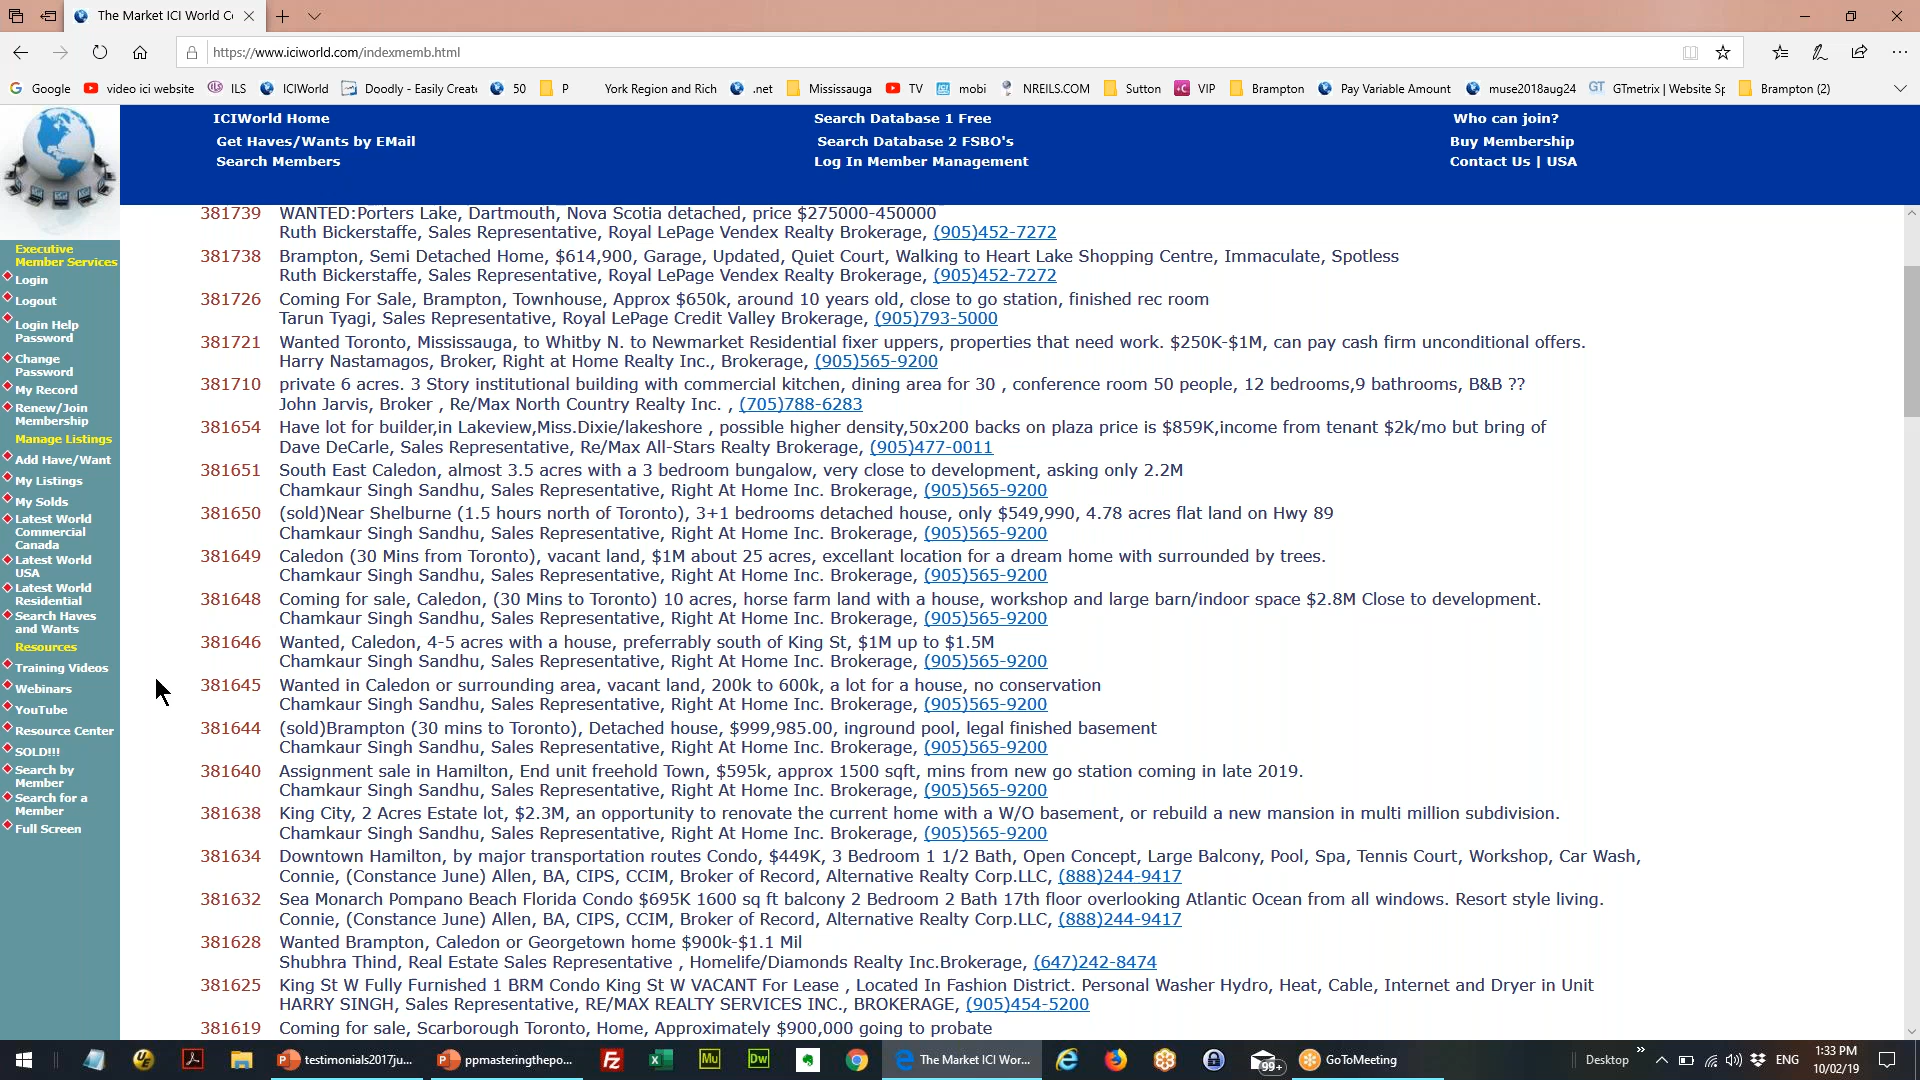 The Market ICI World Co
https://www.iciworld.com/indexmemb.html
Google
video ici website
ILS
ICIWorld
Doodly - Easily Create
50
P
York Region and Rich
.net
Mississauga
TV
mobi
NREILS.COM
Sutton
VIP
Brampton
Pay Variable Amount
muse2018aug24
GTmetrix | Website Sp
Brampton (2)
ICIWorld Home
Search Database 1 Free
Who can join?
Get Haves/Wants by EMail
Search Database 2 FSBO's
Buy Membership
Search Members
Log In Member Management
Contact Us | USA
Executive
Member Services
Login
Logout
Login Help
Password
Change
Password
My Record
Renew/Join
Membership
Manage Listings
Add Have/Want
My Listings
My Solds
Latest World
Commercial
Canada
Latest World
USA
Latest World
Residential
Search Haves
and Wants
Resources
Training Videos
Webinars
YouTube
Resource Center
SOLD!!!
Search by
Member
Search for a
Member
Full Screen
381739 WANTED:Porters Lake, Dartmouth, Nova Scotia detached, price $275000-450000
Ruth Bickerstaffe, Sales Representative, Royal LePage Vendex Realty Brokerage, (905)452-7272
381738 Brampton, Semi Detached Home, $614,900, Garage, Updated, Quiet Court, Walking to Heart Lake Shopping Centre, Immaculate, Spotless
Ruth Bickerstaffe, Sales Representative, Royal LePage Vendex Realty Brokerage, (905)452-7272
381726 Coming For Sale, Brampton, Townhouse, Approx $650k, around 10 years old, close to go station, finished rec room
Tarun Tyagi, Sales Representative, Royal LePage Credit Valley Brokerage, (905)793-5000
381721 Wanted Toronto, Mississauga, to Whitby N. to Newmarket Residential fixer uppers, properties that need work. $250K-$1M, can pay cash firm unconditional offers.
Harry Nastamagos, Broker, Right at Home Realty Inc., Brokerage, (905)565-9200
381710 private 6 acres. 3 Story institutional building with commercial kitchen, dining area for 30 , conference room 50 people, 12 bedrooms,9 bathrooms, B&B ??
John Jarvis, Broker , Re/Max North Country Realty Inc. , (705)788-6283
381654 Have lot for builder,in Lakeview,Miss.Dixie/lakeshore , possible higher density,50x200 backs on plaza price is $859K,income from tenant $2k/mo but bring of
Dave DeCarle, Sales Representative, Re/Max All-Stars Realty Brokerage, (905)477-0011
381651 South East Caledon, almost 3.5 acres with a 3 bedroom bungalow, very close to development, asking only 2.2M
Chamkaur Singh Sandhu, Sales Representative, Right At Home Inc. Brokerage, (905)565-9200
381650 (sold)Near Shelburne (1.5 hours north of Toronto), 3+1 bedrooms detached house, only $549,990, 4.78 acres flat land on Hwy 89
Chamkaur Singh Sandhu, Sales Representative, Right At Home Inc. Brokerage, (905)565-9200
381649 Caledon (30 Mins from Toronto), vacant land, $1M about 25 acres, excellant location for a dream home with surrounded by trees.
Chamkaur Singh Sandhu, Sales Representative, Right At Home Inc. Brokerage, (905)565-9200
381648 Coming for sale, Caledon, (30 Mins to Toronto) 10 acres, horse farm land with a house, workshop and large barn/indoor space $2.8M Close to development.
Chamkaur Singh Sandhu, Sales Representative, Right At Home Inc. Brokerage, (905)565-9200
381646 Wanted, Caledon, 4-5 acres with a house, preferrably south of King St, $1M up to $1.5M
Chamkaur Singh Sandhu, Sales Representative, Right At Home Inc. Brokerage, (905)565-9200
381645 Wanted in Caledon or surrounding area, vacant land, 200k to 600k, a lot for a house, no conservation
Chamkaur Singh Sandhu, Sales Representative, Right At Home Inc. Brokerage, (905)565-9200
381644 (sold)Brampton (30 mins to Toronto), Detached house, $999,985.00, inground pool, legal finished basement
Chamkaur Singh Sandhu, Sales Representative, Right At Home Inc. Brokerage, (905)565-9200
381640 Assignment sale in Hamilton, End unit freehold Town, $595k, approx 1500 sqft, mins from new go station coming in late 2019.
Chamkaur Singh Sandhu, Sales Representative, Right At Home Inc. Brokerage, (905)565-9200
381638 King City, 2 Acres Estate lot, $2.3M, an opportunity to renovate the current home with a W/O basement, or rebuild a new mansion in multi million subdivision.
Chamkaur Singh Sandhu, Sales Representative, Right At Home Inc. Brokerage, (905)565-9200
381634 Downtown Hamilton, by major transportation routes Condo, $449K, 3 Bedroom 1 1/2 Bath, Open Concept, Large Balcony, Pool, Spa, Tennis Court, Workshop, Car Wash,
Connie, (Constance June) Allen, BA, CIPS, CCIM, Broker of Record, Alternative Realty Corp.LLC, (888)244-9417
381632 Sea Monarch Pompano Beach Florida Condo $695K 1600 sq ft balcony 2 Bedroom 2 Bath 17th floor overlooking Atlantic Ocean from all windows. Resort style living.
Connie, (Constance June) Allen, BA, CIPS, CCIM, Broker of Record, Alternative Realty Corp.LLC, (888)244-9417
381628 Wanted Brampton, Caledon or Georgetown home $900k-$1.1 Mil
Shubhra Thind, Real Estate Sales Representative , Homelife/Diamonds Realty Inc.Brokerage, (647)242-8474
381625 King St W Fully Furnished 1 BRM Condo King St W VACANT For Lease , Located In Fashion District. Personal Washer Hydro, Heat, Cable, Internet and Dryer in Unit
HARRY SINGH, Sales Representative, RE/MAX REALTY SERVICES INC., BROKERAGE, (905)454-5200
381619 Coming for sale, Scarborough Toronto, Home, Approximately $900,000 going to probate
testimonials2017ju...
ppmasteringthepo...
The Market ICI Wor...
99+
GoToMeeting
Desktop
ENG
1:33 PM
10/02/19